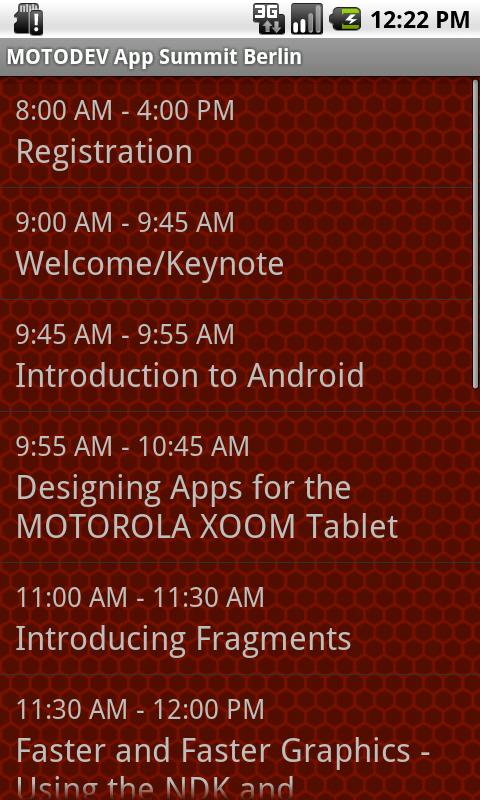 3G
12:22 PM
MOTODEV App Summit Berlin
8:00 AM - 4:00 PM
Registration
9:00 AM - 9:45 AM
Welcome/Keynote
9:45 AM - 9:55 AM
Introduction to Android
9:55 AM - 10:45 AM
Designing Apps for the
MOTOROLA XOOM Tablet
11:00 AM - 11:30 AM
Introducing Fragments
11:30 AM - 12:00 PM
Faster and Faster Graphics -
Using the NDK and